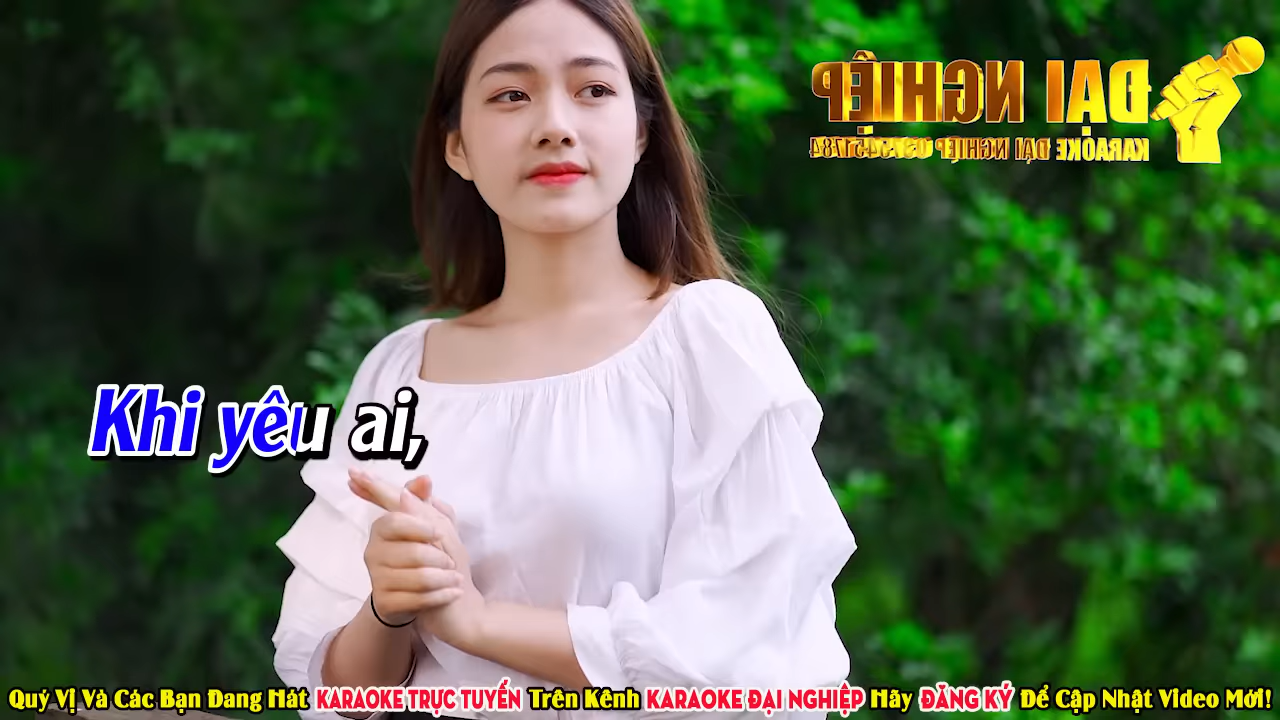 ĐẠI NGHIỆP
KARAOKE ĐẠI NGHIỆP
Khi yêu ai,
Quý Vị Và Các Bạn Đang Hát KARAOKE TRỰC TUYẾN Trên Kênh KARAOKE ĐẠI NGHIỆP Hãy ĐĂNG KÝ Để Cập Nhật Video Mới!